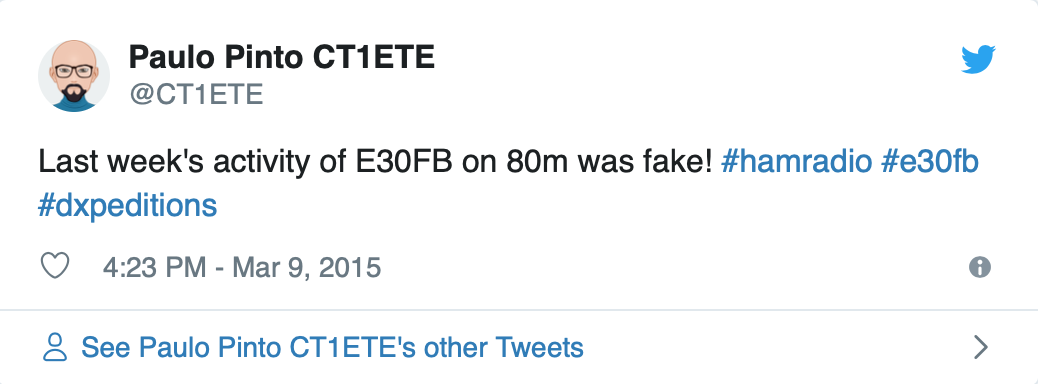 Paulo Pinto CT1ETE
@CT1ETE
Last week's activity of E30FB on 80m was fake! #hamradio #e30fb
#dxpeditions
4:23 PM - Mar 9, 2015
See Paulo Pinto CT1ETE's other Tweets